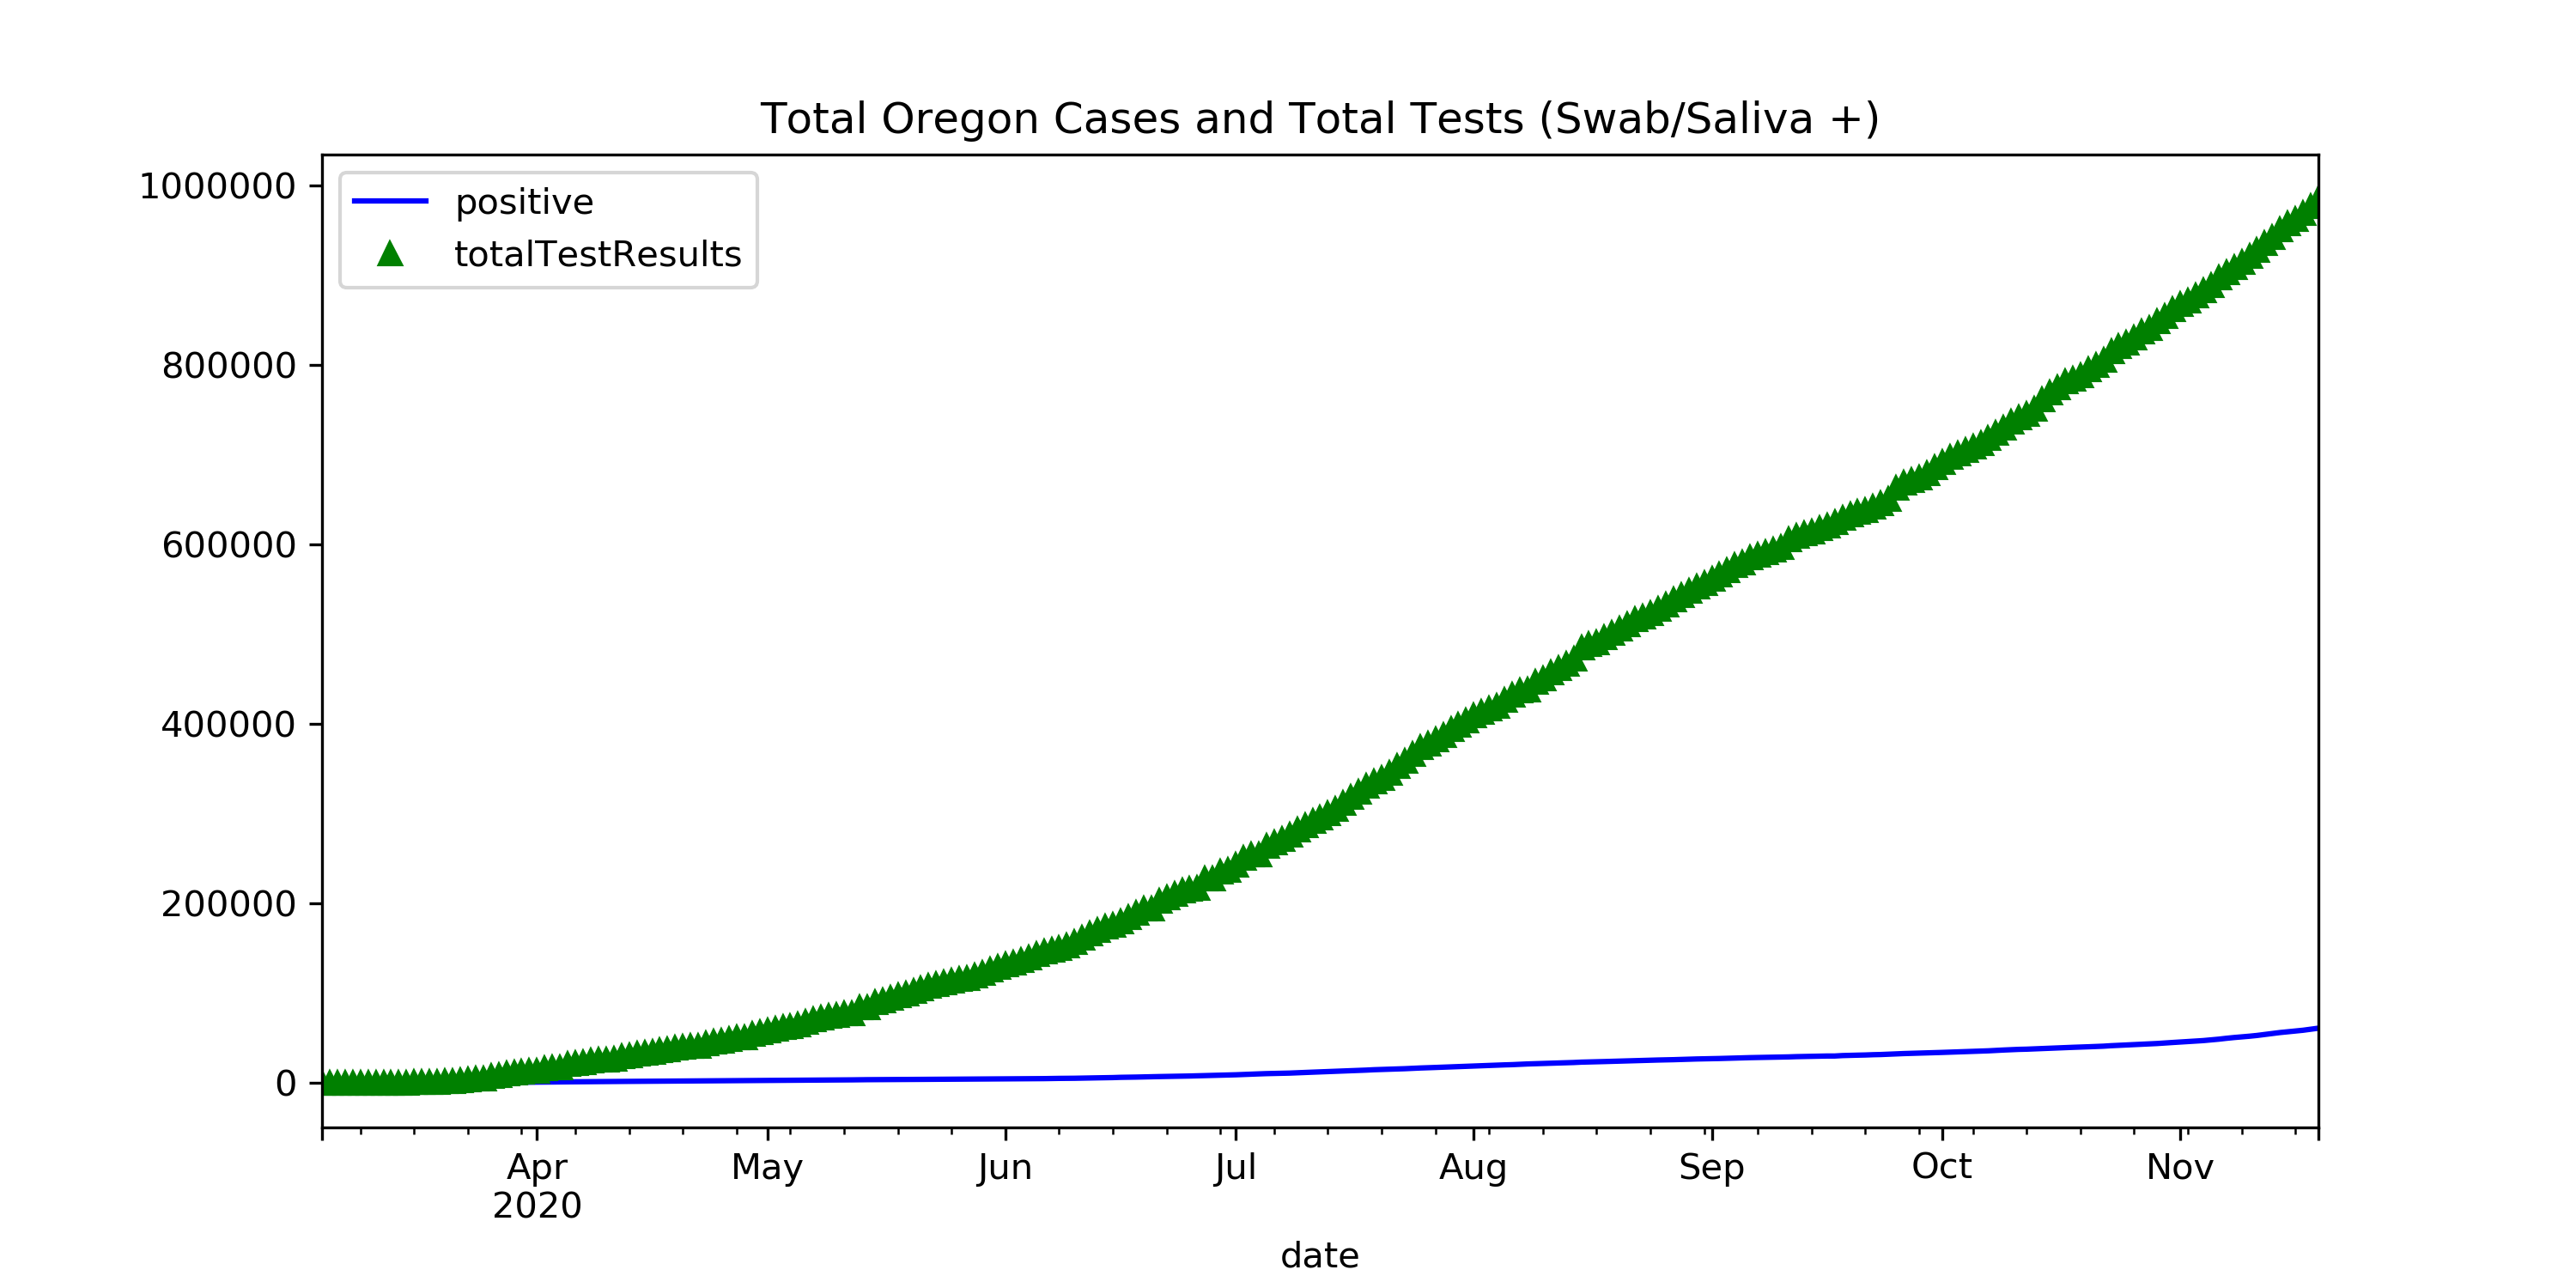 Total Oregon Cases and Total Tests (Swab/Saliva +)
positive
totalTestResults
1000000
800000
600000
400000
200000
0
Apr May Jun Jul Aug Sep Oct Nov
2020
date